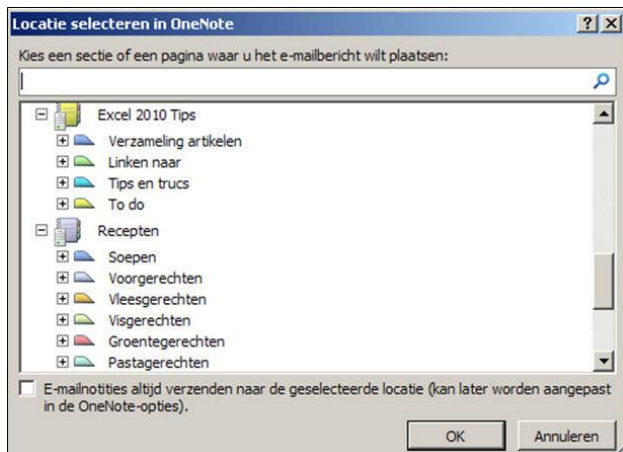 Locatie selecteren in OneNote
Kies een sectie of een pagina waar u het e-mailbericht wilt plaatsen:
Excel 2010 Tips
Verzameling artikelen
Linken naar
Tips en trucs
To do
Recepten
Soepen
Voorgerechten
Vleesgerechten
Visgerechten
Groentegerechten
Pastagerechten
E-mailnotities altijd verzenden naar de geselecteerde locatie (kan later worden aangepast
in de OneNote-opties).
OK Annuleren